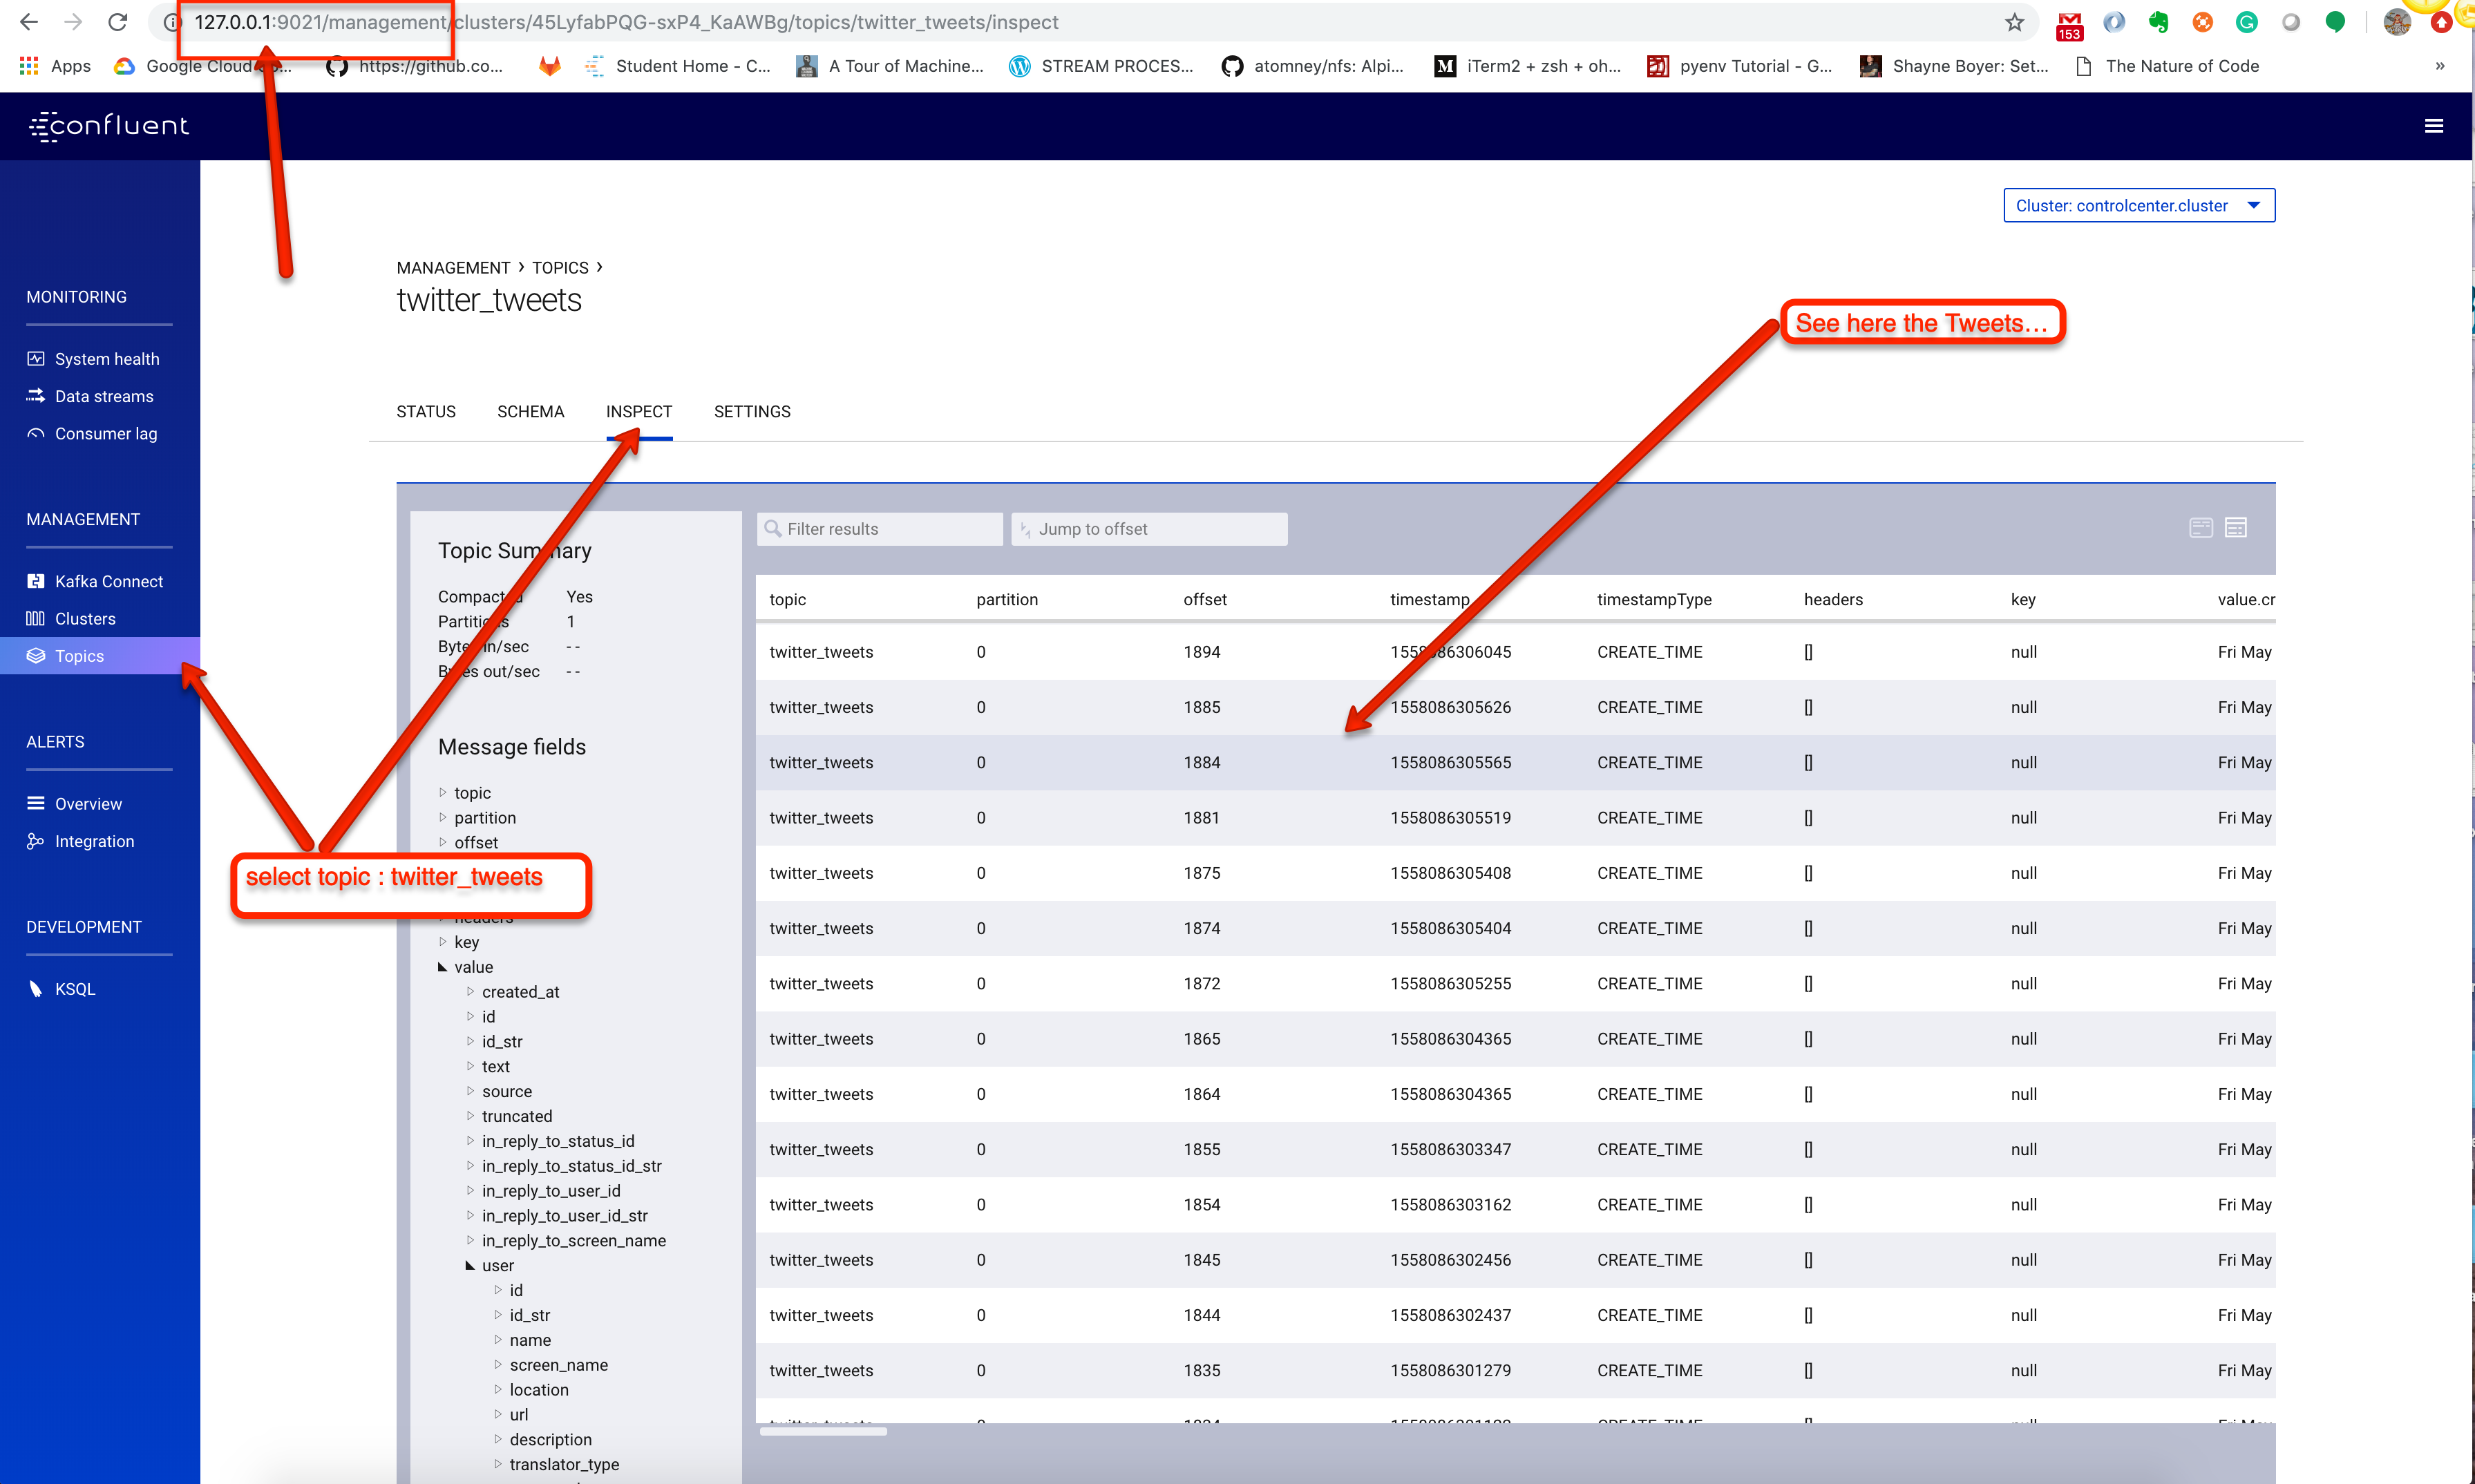 127.0.0.1:9021/management/clusters/45LyfabPQG-sxP4_KaAWBg/topics/twitter_tweets/inspect
153
Apps
Google Cloud
https://github.co...
Student Home - C...
A Tour of Machine...
STREAM PROCES...
atomney/nfs: Alpi...
iTerm2 + zsh + oh...
pyenv Tutorial - G...
Shayne Boyer: Set...
The Nature of Code
»
confluent
Cluster: controlcenter.cluster
MANAGEMENT › TOPICS ›
twitter_tweets
See here the Tweets...
STATUS SCHEMA INSPECT SETTINGS
MONITORING
System health
Data streams
Consumer lag
MANAGEMENT
Kafka Connect
Clusters
Topics
ALERTS
Overview
Integration
DEVELOPMENT
KSQL
select topic : twitter_tweets
Topic Summary
Compacted Yes
Partitions 1
Bytes in/sec --
Bytes out/sec --
Message fields
topic
partition
offset
headers
key
value
created_at
id
id_str
text
source
truncated
in_reply_to_status_id
in_reply_to_status_id_str
in_reply_to_user_id
in_reply_to_user_id_str
in_reply_to_screen_name
user
id
id_str
name
screen_name
location
url
description
translator_type
Filter results
Jump to offset
topic partition offset timestamp timestampType headers key value.cr
twitter_tweets 0 1894 1558086306045 CREATE_TIME [] null Fri May
twitter_tweets 0 1885 1558086305626 CREATE_TIME [] null Fri May
twitter_tweets 0 1884 1558086305565 CREATE_TIME [] null Fri May
twitter_tweets 0 1881 1558086305519 CREATE_TIME [] null Fri May
twitter_tweets 0 1875 1558086305408 CREATE_TIME [] null Fri May
twitter_tweets 0 1874 1558086305404 CREATE_TIME [] null Fri May
twitter_tweets 0 1872 1558086305255 CREATE_TIME [] null Fri May
twitter_tweets 0 1865 1558086304365 CREATE_TIME [] null Fri May
twitter_tweets 0 1864 1558086304365 CREATE_TIME [] null Fri May
twitter_tweets 0 1855 1558086303347 CREATE_TIME [] null Fri May
twitter_tweets 0 1854 1558086303162 CREATE_TIME [] null Fri May
twitter_tweets 0 1845 1558086302456 CREATE_TIME [] null Fri May
twitter_tweets 0 1844 1558086302437 CREATE_TIME [] null Fri May
twitter_tweets 0 1835 1558086301279 CREATE_TIME [] null Fri May